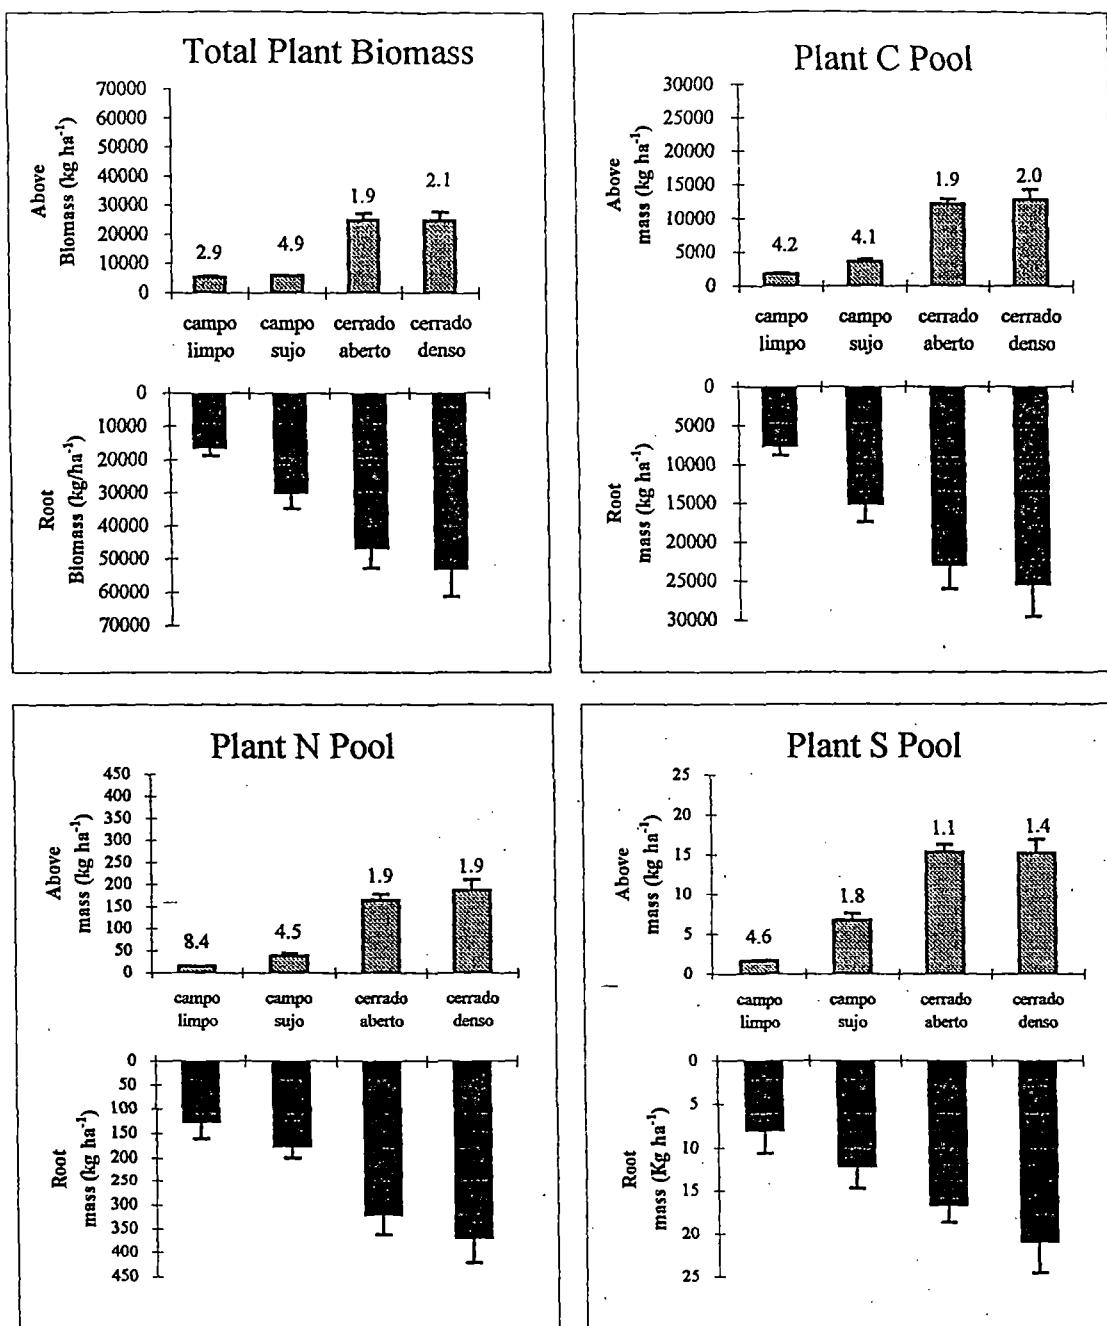 Total Plant Biomass
Above
Biomass (kg ha⁻¹)
70000
60000
50000
40000
30000
20000
10000
0
2.9
4.9
1.9
2.1
campo limpo
campo sujo
cerrado aberto
cerrado denso
Root
Biomass (kg/ha⁻¹)
0
10000
20000
30000
40000
50000
60000
70000
Plant C Pool
Above
mass (kg ha⁻¹)
30000
25000
20000
15000
10000
5000
0
4.2
4.1
1.9
2.0
campo limpo
campo sujo
cerrado aberto
cerrado denso
Root
mass (kg ha⁻¹)
0
5000
10000
15000
20000
25000
30000
Plant N Pool
Above
mass (kg ha⁻¹)
450
400
350
300
250
200
150
100
50
0
8.4
4.5
1.9
1.9
campo limpo
campo sujo
cerrado aberto
cerrado denso
Root
mass (kg ha⁻¹)
0
50
100
150
200
250
300
350
400
450
Plant S Pool
Above
mass (kg ha⁻¹)
25
20
15
10
5
0
4.6
1.8
1.1
1.4
campo limpo
campo sujo
cerrado aberto
cerrado denso
Root
mass (Kg ha⁻¹)
0
5
10
15
20
25